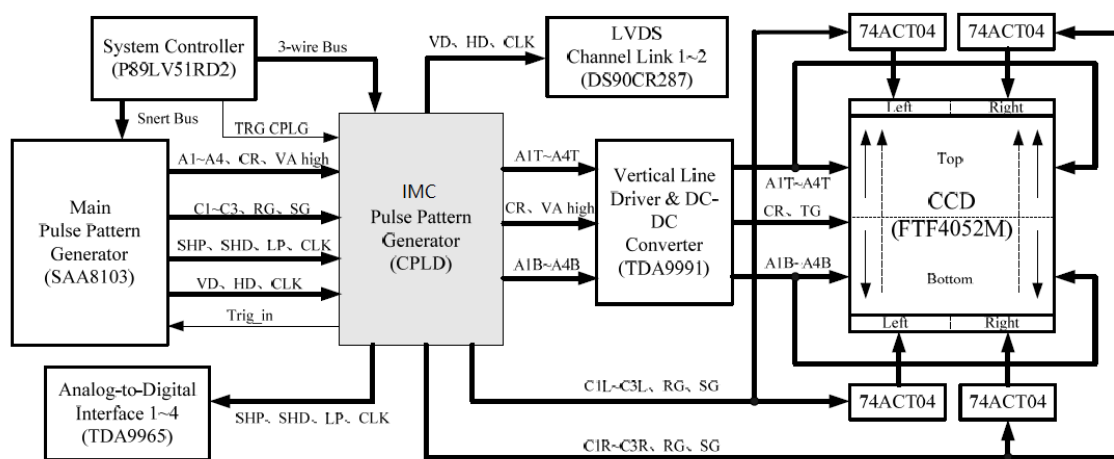 System Controller
(P89LV51RD2)
3-wire Bus
Snert Bus
TRG CPLG
VD、HD、CLK
LVDS
Channel Link 1~2
(DS90CR287)
74ACT04
74ACT04
Main
Pulse Pattern
Generator
(SAA8103)
A1~A4、CR、VA high
C1~C3、RG、SG
SHP、SHD、LP、CLK
VD、HD、CLK
Trig_in
IMC
Pulse Pattern
Generator
(CPLD)
A1T~A4T
CR、VA high
A1B~A4B
Vertical Line
Driver & DC-
DC
Converter
(TDA9991)
A1T~A4T
CR、TG
A1B~A4B
Left
Right
Top
CCD
(FTF4052M)
Bottom
Left
Right
Analog-to-Digital
Interface 1~4
(TDA9965)
SHP、SHD、LP、CLK
C1L~C3L、RG、SG
74ACT04
74ACT04
C1R~C3R、RG、SG